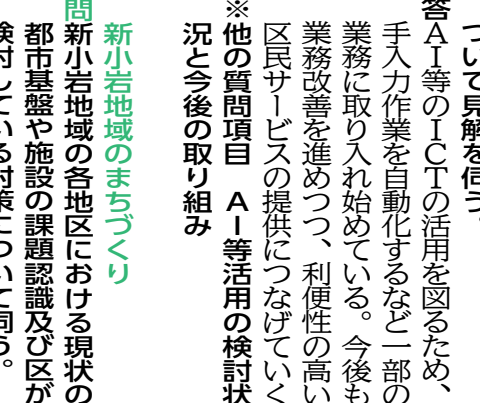 ついて見解を伺う。
答 AI等のICTの活用を図るため、
手入力作業を自動化するなど一部の
業務に取り入れ始めている。今後も
業務改善を進めつつ、利便性の高い
区民サービスの提供につなげていく
※他の質問項目 AI等活用の検討状
況と今後の取り組み
新小岩地域のまちづくり
問 新小岩地域の各地区における現状の
都市基盤や施設の課題認識及び区が
検討している対策について伺う。